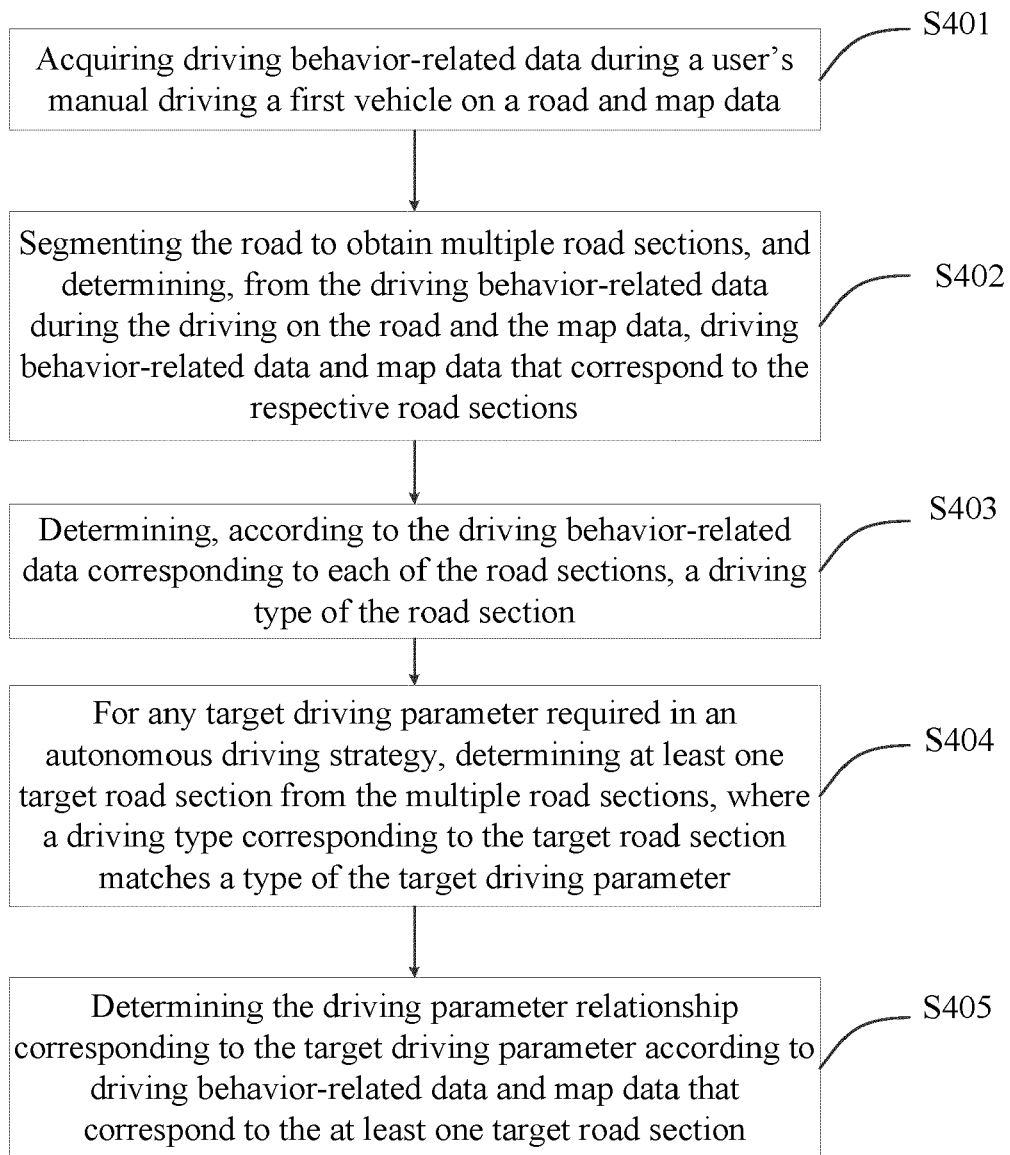 S401
Acquiring driving behavior-related data during a user's
manual driving a first vehicle on a road and map data
Segmenting the road to obtain multiple road sections, and
determining, from the driving behavior-related data
during the driving on the road and the map data, driving
behavior-related data and map data that correspond to the
respective road sections
S402
Determining, according to the driving behavior-related
data corresponding to each of the road sections, a driving
type of the road section
S403
For any target driving parameter required in an
autonomous driving strategy, determining at least one
target road section from the multiple road sections, where
a driving type corresponding to the target road section
matches a type of the target driving parameter
S404
Determining the driving parameter relationship
corresponding to the target driving parameter according to
driving behavior-related data and map data that
correspond to the at least one target road section
S405